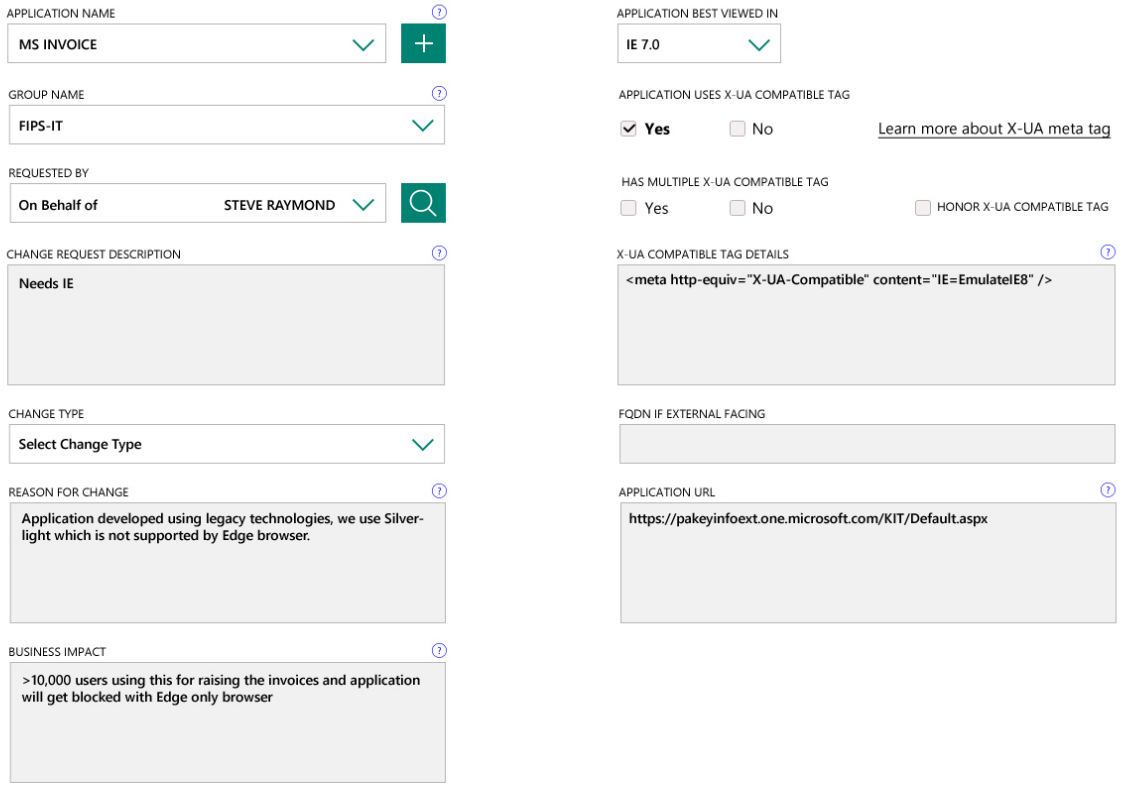 APPLICATION NAME
?
MS INVOICE
GROUP NAME
?
FIPS-IT
REQUESTED BY
On Behalf of STEVE RAYMOND
CHANGE REQUEST DESCRIPTION
?
Needs IE
CHANGE TYPE
Select Change Type
REASON FOR CHANGE
?
Application developed using legacy technologies, we use Silver-
light which is not supported by Edge browser.
BUSINESS IMPACT
?
>10,000 users using this for raising the invoices and application
will get blocked with Edge only browser
APPLICATION BEST VIEWED IN
IE 7.0
APPLICATION USES X-UA COMPATIBLE TAG
Yes No Learn more about X-UA meta tag
HAS MULTIPLE X-UA COMPATIBLE TAG
Yes No HONOR X-UA COMPATIBLE TAG
X-UA COMPATIBLE TAG DETAILS
?
<meta http-equiv="X-UA-Compatible" content="IE=EmulateIE8" />
FQDN IF EXTERNAL FACING
APPLICATION URL
?
https://pakeyinfoext.one.microsoft.com/KIT/Default.aspx